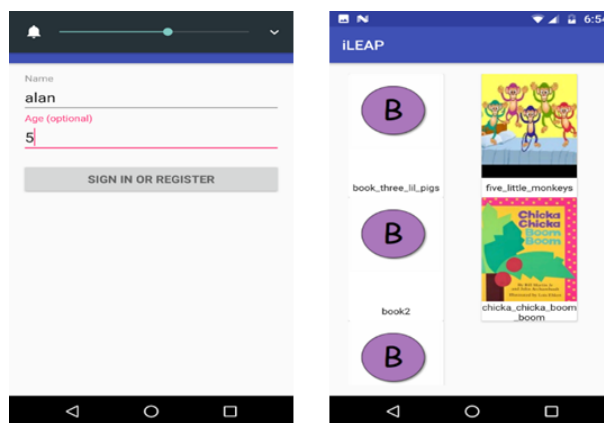 Name
alan
Age (optional)
5
SIGN IN OR REGISTER
6:54
iLEAP
B
book_three_lil_pigs
five_little_monkeys
B
Chicka
Chicka
Boom
Boom
book2
chicka_chicka_boom
_boom
B